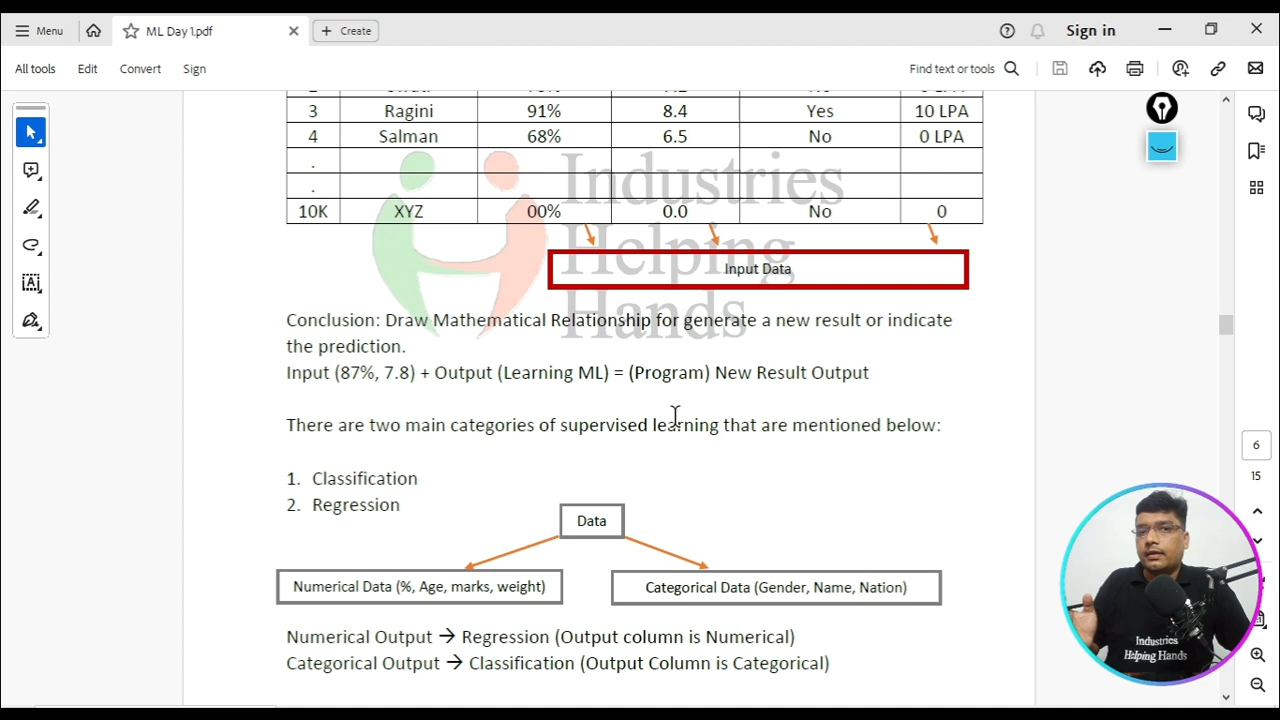 Menu
ML Day 1.pdf
Create
Sign in
All tools
Edit
Convert
Sign
Find text or tools
3 Ragini 91% 8.4 Yes 10 LPA
4 Salman 68% 6.5 No 0 LPA
.
.
10K XYZ 00% 0.0 No 0
Industries
Helping
Hands
Input Data
Conclusion: Draw Mathematical Relationship for generate a new result or indicate
the prediction.
Input (87%, 7.8) + Output (Learning ML) = (Program) New Result Output
There are two main categories of supervised learning that are mentioned below:
1. Classification
2. Regression
Data
Numerical Data (%, Age, marks, weight)
Categorical Data (Gender, Name, Nation)
Numerical Output → Regression (Output column is Numerical)
Categorical Output → Classification (Output Column is Categorical)
6
15
Industries
Helping Hands